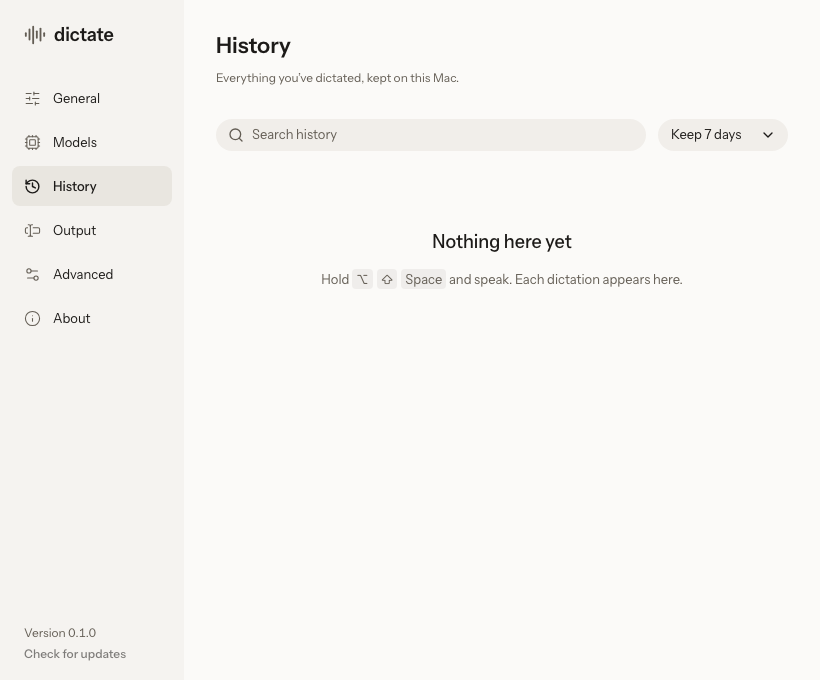 dictate
General
Models
History
Output
Advanced
About
Version 0.1.0
Check for updates
History
Everything you've dictated, kept on this Mac.
Search history
Keep 7 days
Nothing here yet
Hold ⌥ ⇧ Space and speak. Each dictation appears here.